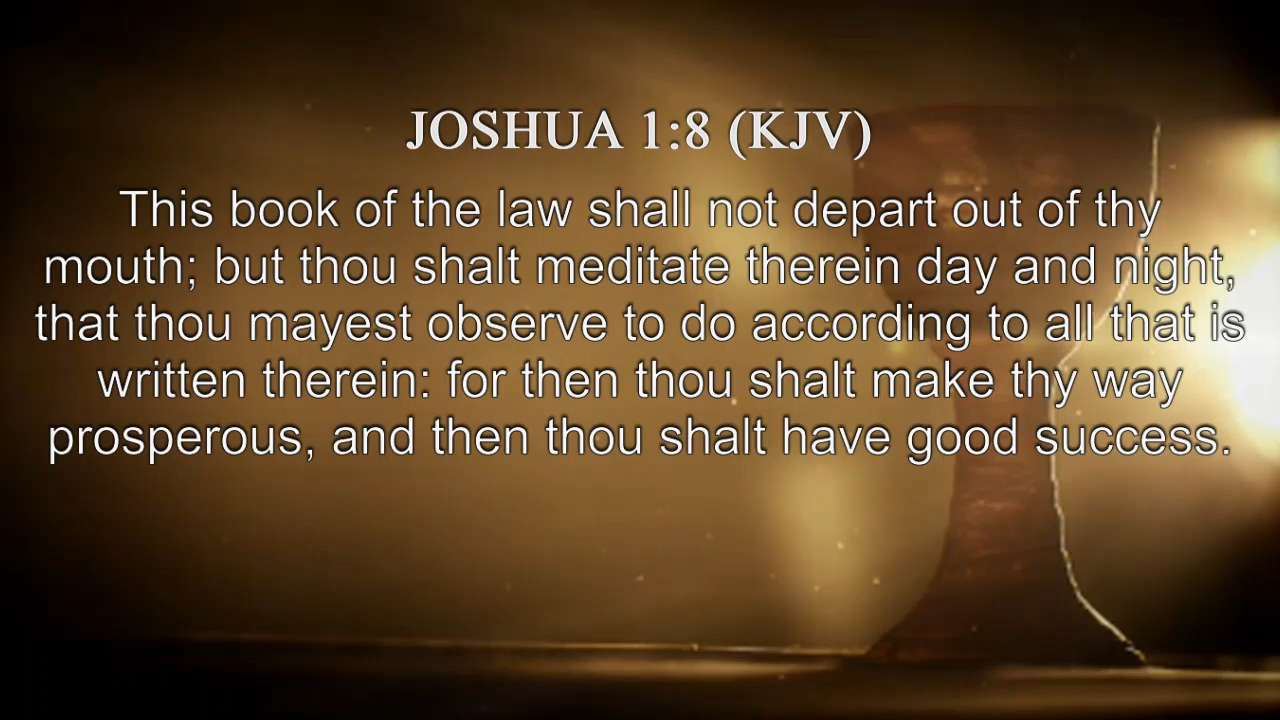 JOSHUA 1:8 (KJV)
This book of the law shall not depart out of thy
mouth; but thou shalt meditate therein day and night,
that thou mayest observe to do according to all that is
written therein: for then thou shalt make thy way
prosperous, and then thou shalt have good success.